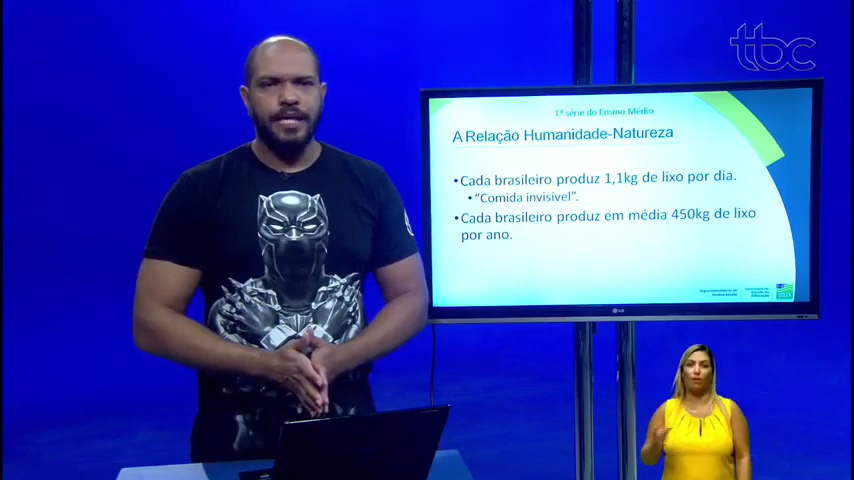 tbc
1ª série do Ensino Médio
A Relação Humanidade-Natureza
•Cada brasileiro produz 1,1kg de lixo por dia.
•"Comida invisível".
•Cada brasileiro produz em média 450kg de lixo
por ano.
LG